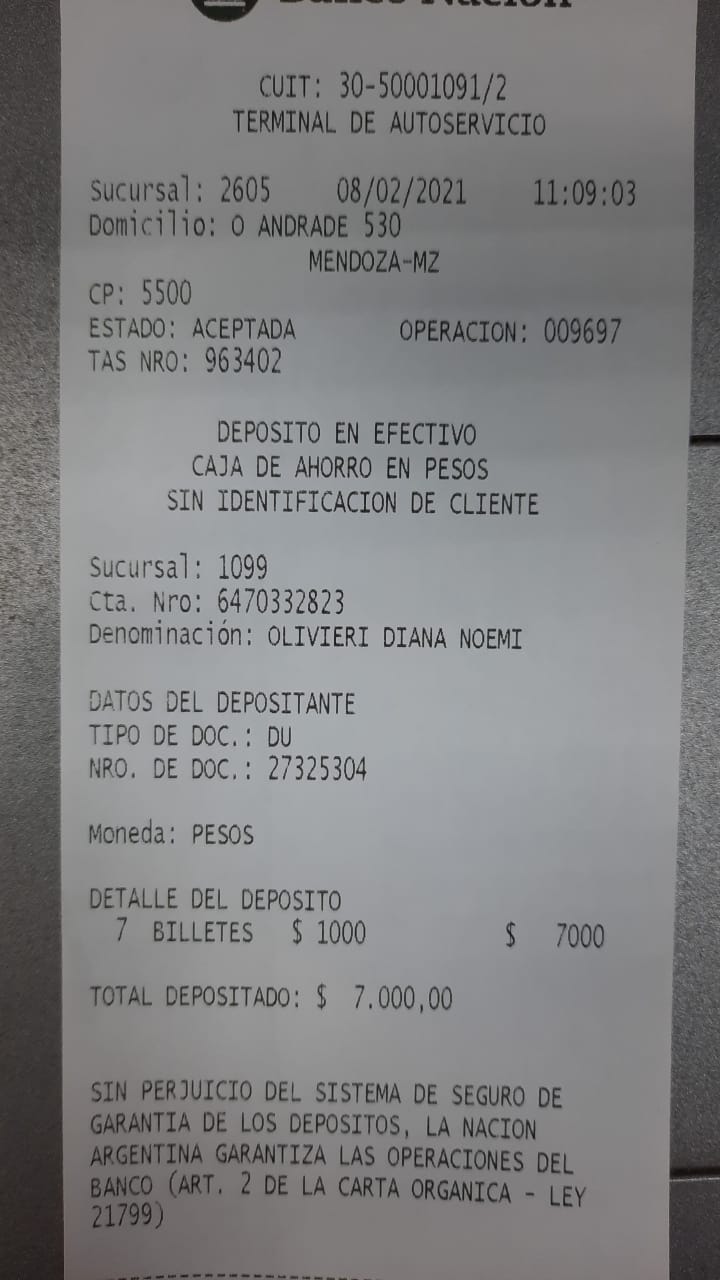 Banco Nación
CUIT: 30-50001091/2
TERMINAL DE AUTOSERVICIO
Sucursal: 2605 08/02/2021 11:09:03
Domicilio: O ANDRADE 530
MENDOZA-MZ
CP: 5500
ESTADO: ACEPTADA OPERACION: 009697
TAS NRO: 963402
DEPOSITO EN EFECTIVO
CAJA DE AHORRO EN PESOS
SIN IDENTIFICACION DE CLIENTE
Sucursal: 1099
Cta. Nro: 6470332823
Denominación: OLIVIERI DIANA NOEMI
DATOS DEL DEPOSITANTE
TIPO DE DOC.: DU
NRO. DE DOC.: 27325304
Moneda: PESOS
DETALLE DEL DEPOSITO
7 BILLETES $ 1000 $ 7000
TOTAL DEPOSITADO: $ 7.000,00
SIN PERJUICIO DEL SISTEMA DE SEGURO DE
GARANTIA DE LOS DEPOSITOS, LA NACION
ARGENTINA GARANTIZA LAS OPERACIONES DEL
BANCO (ART. 2 DE LA CARTA ORGANICA - LEY
21799)